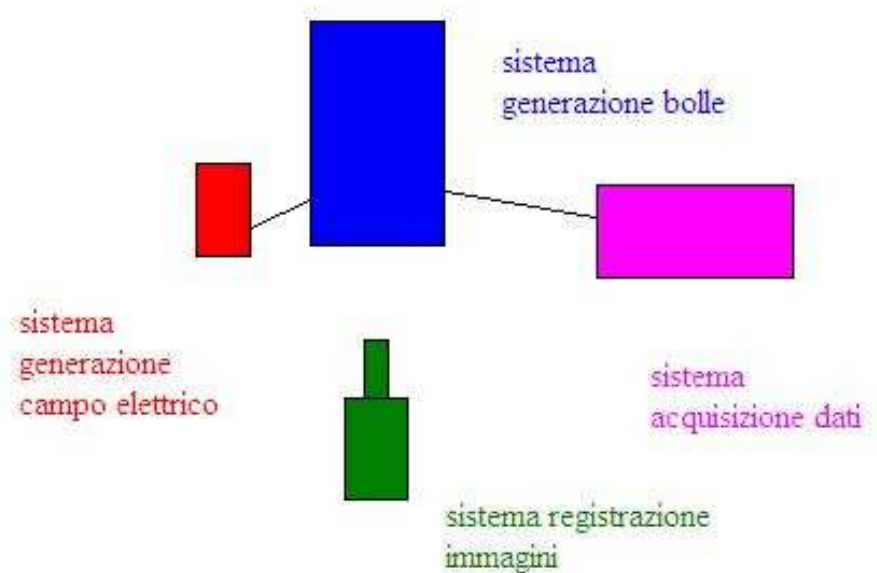 sistema
generazione bolle
sistema
generazione
campo elettrico
sistema
acquisizione dati
sistema registrazione
immagini